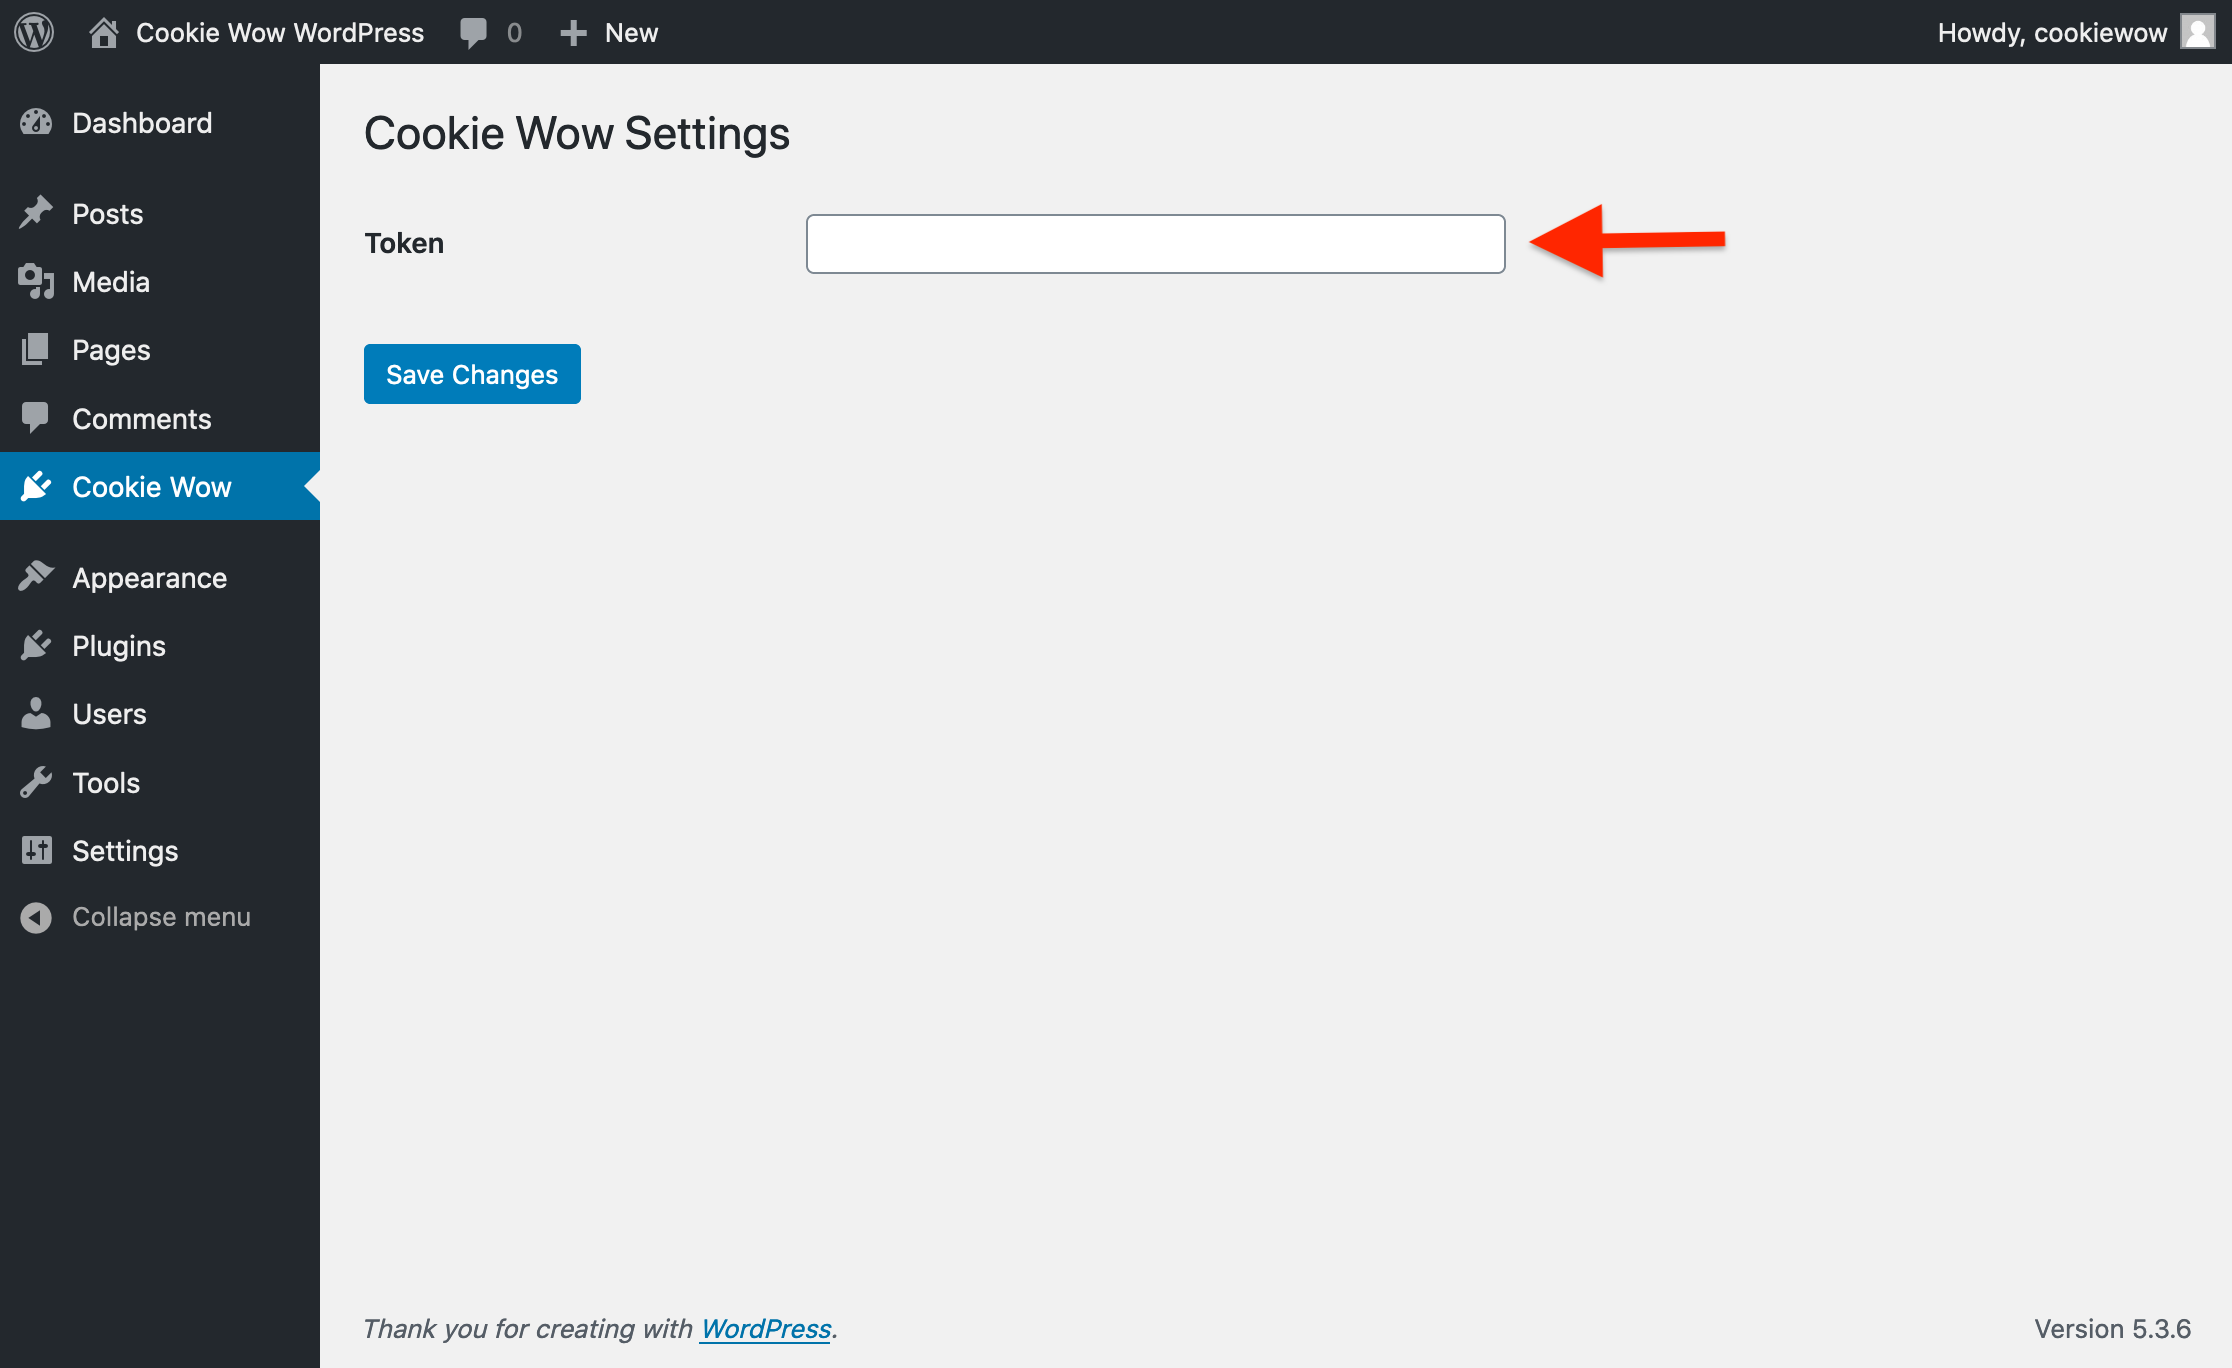 Cookie Wow WordPress 0 New Howdy, cookiewow
Dashboard
Posts
Media
Pages
Comments
Cookie Wow
Appearance
Plugins
Users
Tools
Settings
Collapse menu
Cookie Wow Settings
Token
Save Changes
Thank you for creating with WordPress.
Version 5.3.6